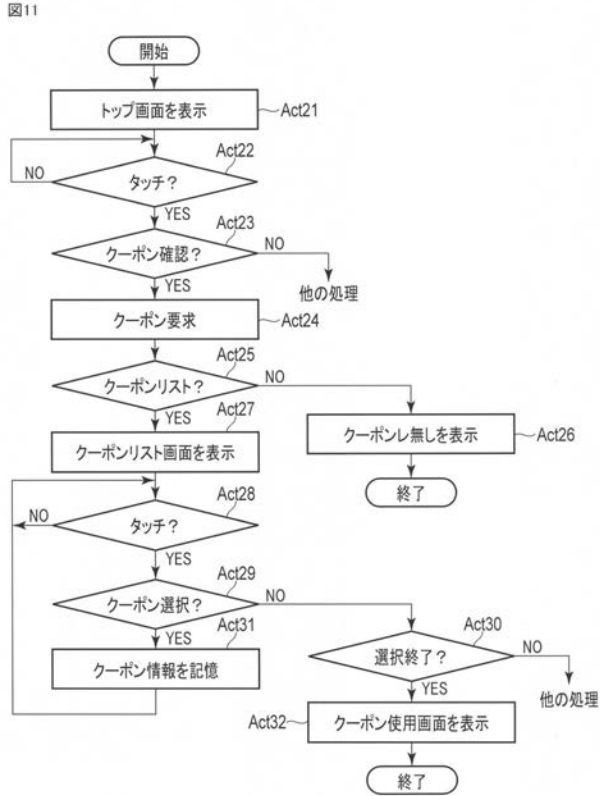 図11
開始
トップ画面を表示
Act21
Act22
タッチ？
NO
YES
Act23
クーポン確認？
NO
YES
他の処理
クーポン要求
Act24
Act25
クーポンリスト？
NO
YES
Act27
クーポンリスト画面を表示
クーポンレ無しを表示
Act26
終了
Act28
タッチ？
NO
YES
Act29
クーポン選択？
NO
YES
Act31
クーポン情報を記憶
Act30
選択終了？
NO
YES
他の処理
Act32
クーポン使用画面を表示
終了